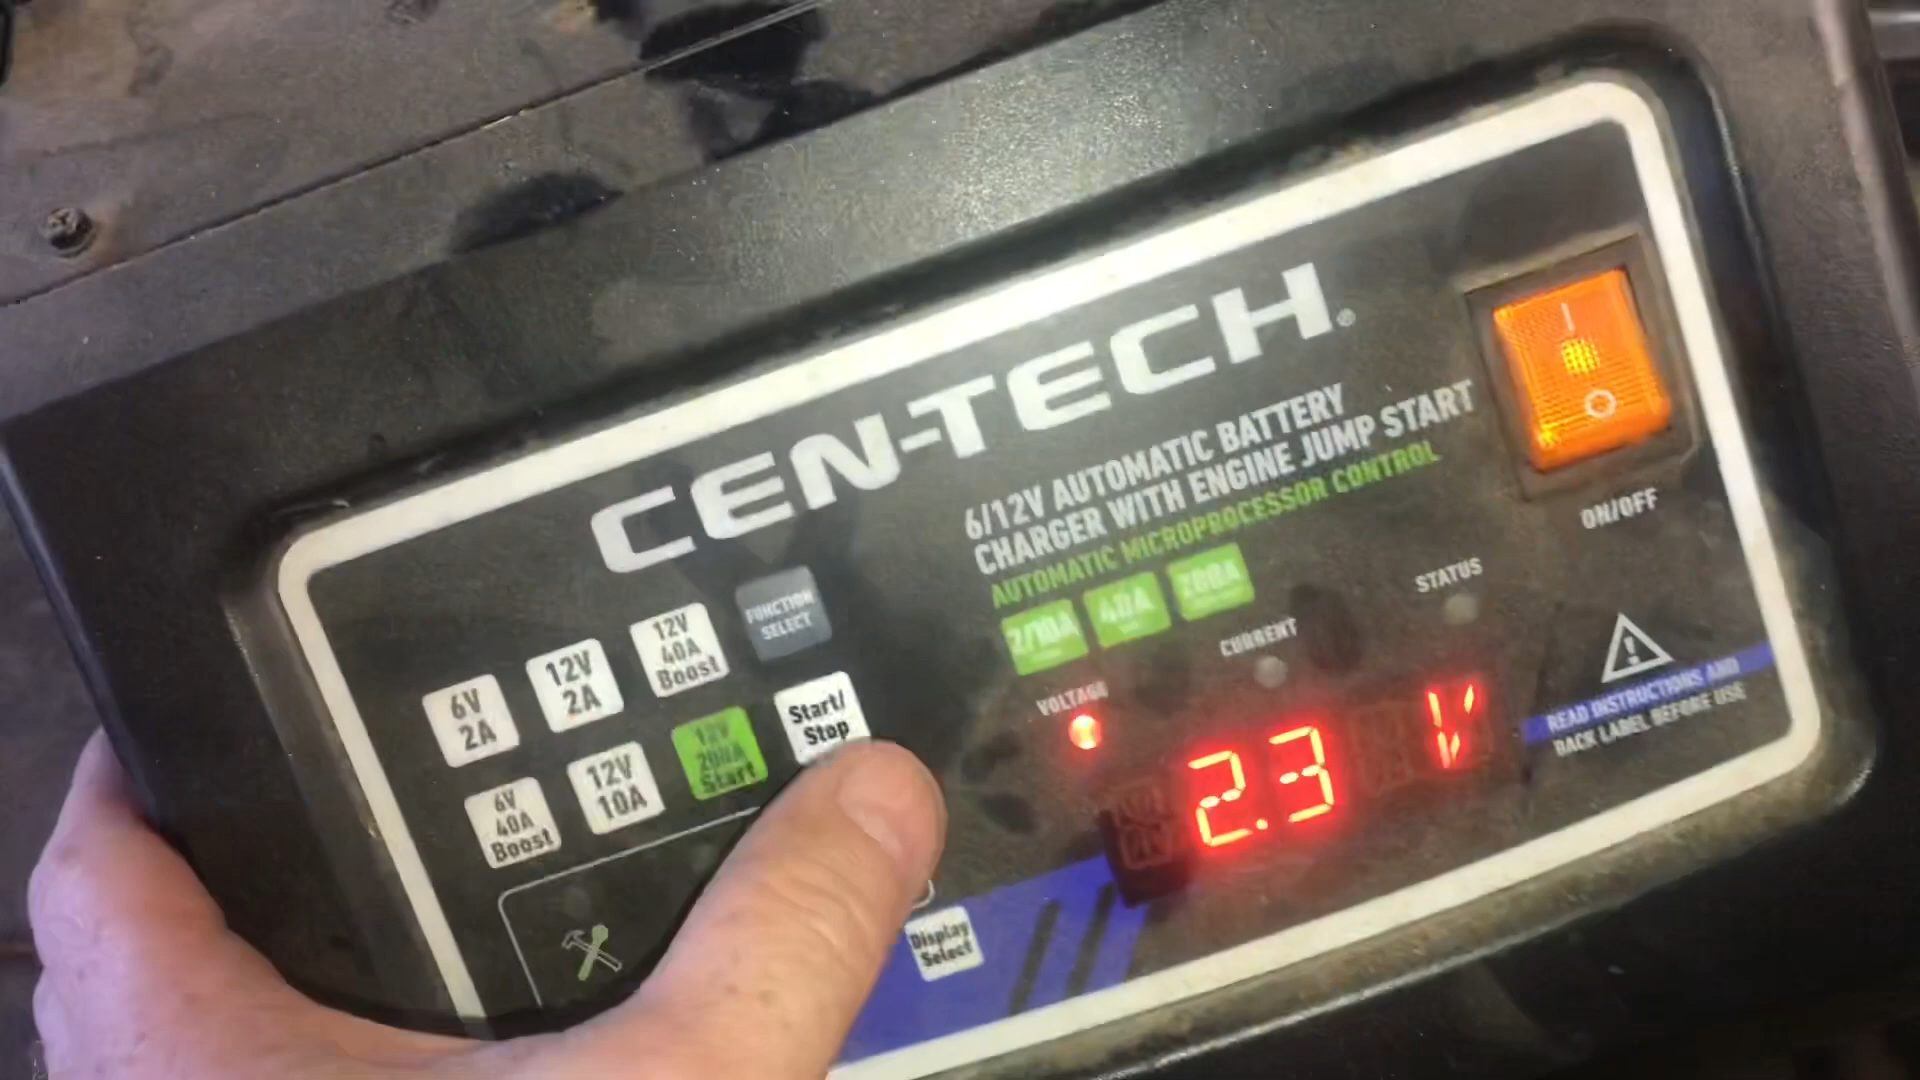 CEN-TECH®
6/12V AUTOMATIC BATTERY
CHARGER WITH ENGINE JUMP START
AUTOMATIC MICROPROCESSOR CONTROL
2/10A
40A
200A
ON/OFF
STATUS
CURRENT
VOLTAGE
2.3 V
READ INSTRUCTIONS AND
BACK LABEL BEFORE USE
FUNCTION
SELECT
12V
40A
Boost
12V
2A
6V
2A
Start/
Stop
12V
200A
Start
12V
10A
6V
40A
Boost
Display
Select